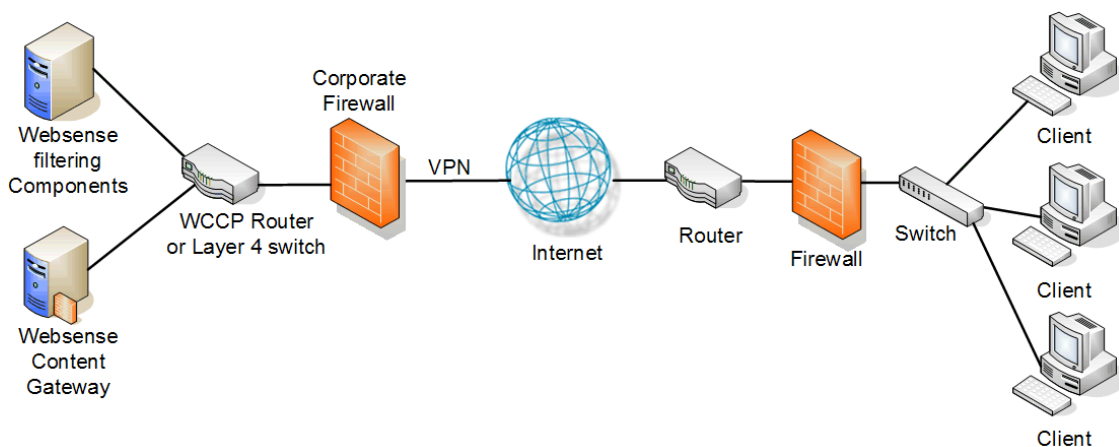 Websense
filtering
Components
Websense
Content
Gateway
WCCP Router
or Layer 4 switch
Corporate
Firewall
VPN
Internet
Router
Firewall
Switch
Client
Client
Client